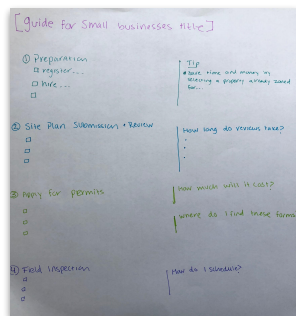 [guide for small businesses title]
① Preparation
register...
hire...
Tip
Save time and money by
selecting a property already zoned
for...
② Site Plan Submission + Review
How long do reviews take?
③ Apply for permits
How much will it cost?
where do I find these forms
④ Field Inspection
How do I schedule?